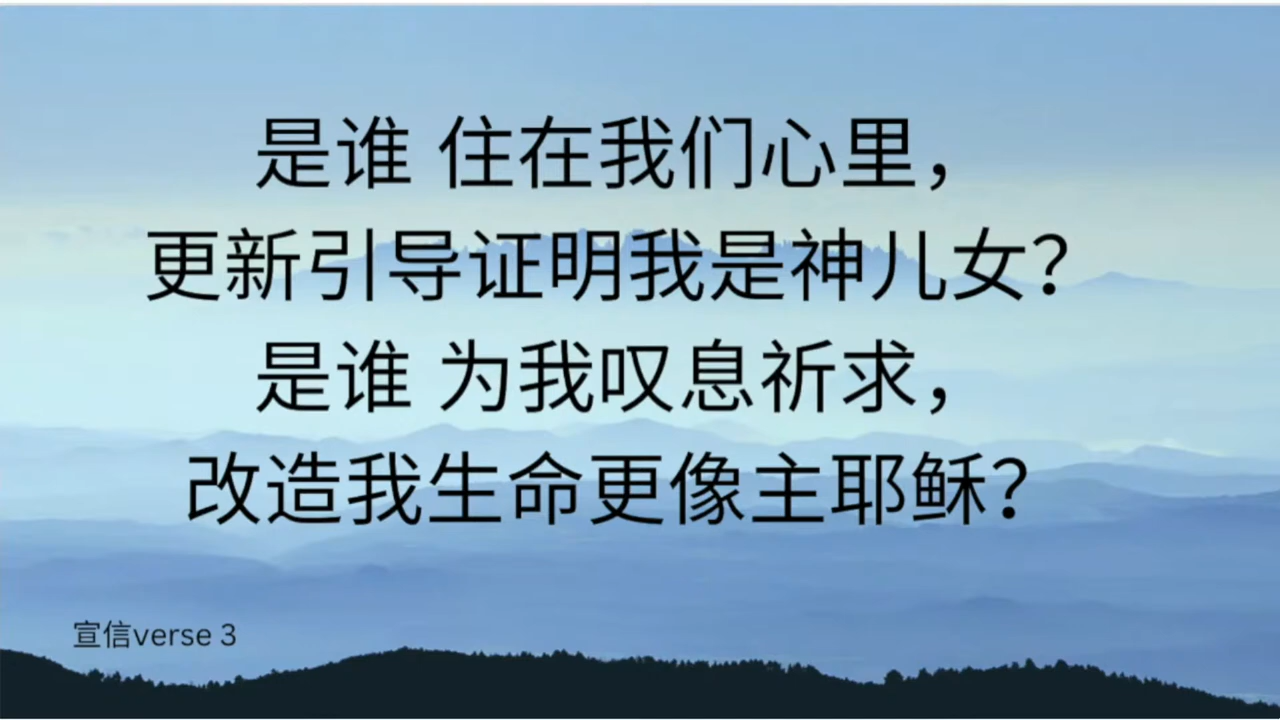 是谁 住在我们心里，
更新引导证明我是神儿女？
是谁 为我叹息祈求，
改造我生命更像主耶稣？
宣信verse 3